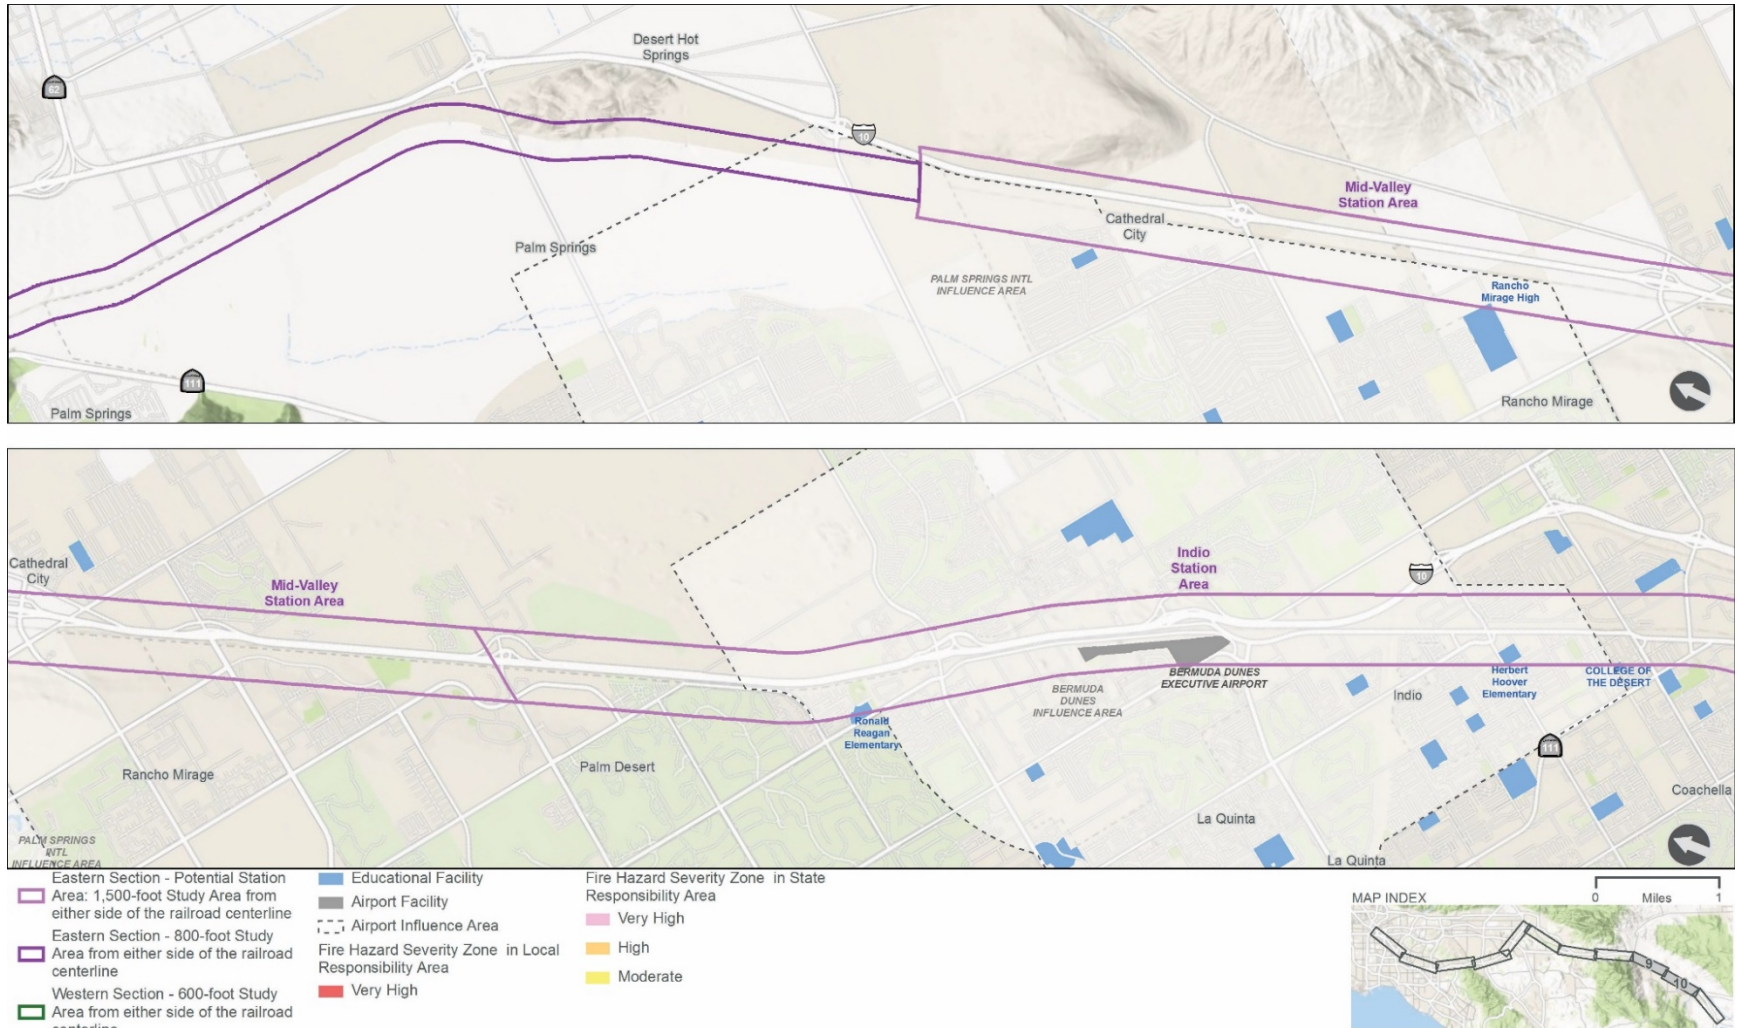 Desert Hot
Springs
62
10
Mid-Valley
Station Area
Cathedral
City
Palm Springs
PALM SPRINGS INTL
INFLUENCE AREA
Rancho
Mirage High
111
Palm Springs
Rancho Mirage
Cathedral
City
Mid-Valley
Station Area
Indio
Station
Area
10
BERMUDA DUNES
EXECUTIVE AIRPORT
BERMUDA
DUNES
INFLUENCE AREA
Herbert
Hoover
Elementary
COLLEGE OF
THE DESERT
Indio
Ronald
Reagan
Elementary
111
Rancho Mirage
Palm Desert
Coachella
La Quinta
PALM SPRINGS
INTL
INFLUENCE AREA
La Quinta
Eastern Section - Potential Station
Area: 1,500-foot Study Area from
either side of the railroad centerline
Eastern Section - 800-foot Study
Area from either side of the railroad
centerline
Western Section - 600-foot Study
Area from either side of the railroad
centerline
Educational Facility
Airport Facility
Airport Influence Area
Fire Hazard Severity Zone in Local
Responsibility Area
Very High
Fire Hazard Severity Zone in State
Responsibility Area
Very High
High
Moderate
0 Miles 1
MAP INDEX
9
10